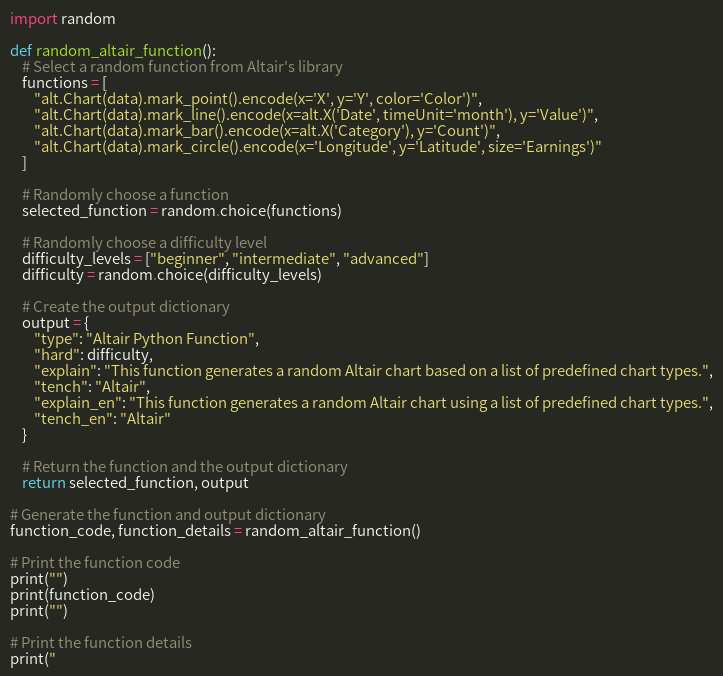 import random

def random_altair_function():
    # Select a random function from Altair's library
    functions = [
        "alt.Chart(data).mark_point().encode(x='X', y='Y', color='Color')",
        "alt.Chart(data).mark_line().encode(x=alt.X('Date', timeUnit='month'), y='Value')",
        "alt.Chart(data).mark_bar().encode(x=alt.X('Category'), y='Count')",
        "alt.Chart(data).mark_circle().encode(x='Longitude', y='Latitude', size='Earnings')"
    ]

    # Randomly choose a function
    selected_function = random.choice(functions)

    # Randomly choose a difficulty level
    difficulty_levels = ["beginner", "intermediate", "advanced"]
    difficulty = random.choice(difficulty_levels)

    # Create the output dictionary
    output = {
        "type": "Altair Python Function",
        "hard": difficulty,
        "explain": "This function generates a random Altair chart based on a list of predefined chart types.",
        "tench": "Altair",
        "explain_en": "This function generates a random Altair chart using a list of predefined chart types.",
        "tench_en": "Altair"
    }

    # Return the function and the output dictionary
    return selected_function, output

# Generate the function and output dictionary
function_code, function_details = random_altair_function()

# Print the function code
print("")
print(function_code)
print("")

# Print the function details
print("